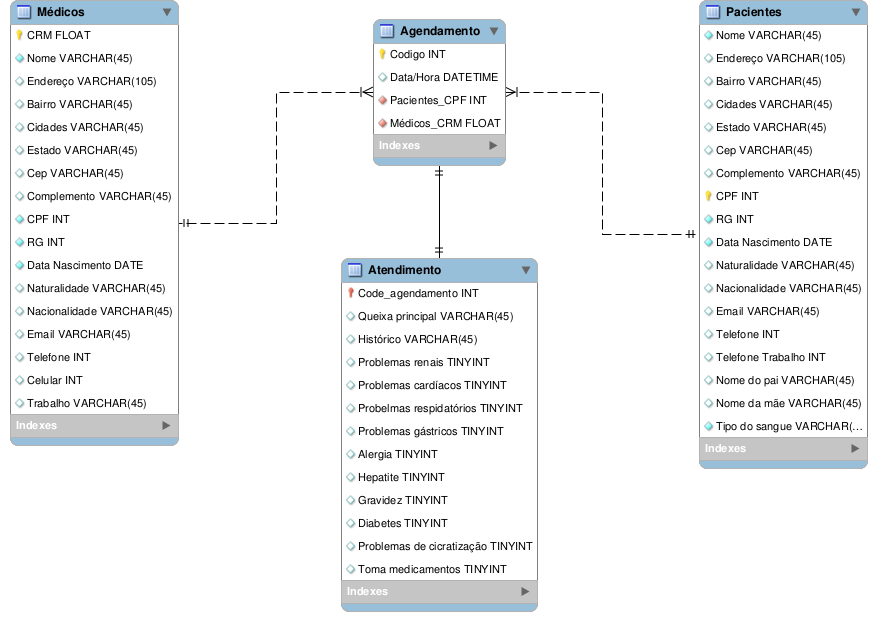 Médicos
CRM FLOAT
Nome VARCHAR(45)
Endereço VARCHAR(105)
Bairro VARCHAR(45)
Cidades VARCHAR(45)
Estado VARCHAR(45)
Cep VARCHAR(45)
Complemento VARCHAR(45)
CPF INT
RG INT
Data Nascimento DATE
Naturalidade VARCHAR(45)
Nacionalidade VARCHAR(45)
Email VARCHAR(45)
Telefone INT
Celular INT
Trabalho VARCHAR(45)
Indexes
Agendamento
Codigo INT
Data/Hora DATETIME
Pacientes_CPF INT
Médicos_CRM FLOAT
Indexes
Atendimento
Code_agendamento INT
Queixa principal VARCHAR(45)
Histórico VARCHAR(45)
Problemas renais TINYINT
Problemas cardíacos TINYINT
Probelmas respidatórios TINYINT
Problemas gástricos TINYINT
Alergia TINYINT
Hepatite TINYINT
Gravidez TINYINT
Diabetes TINYINT
Problemas de cicratização TINYINT
Toma medicamentos TINYINT
Indexes
Pacientes
Nome VARCHAR(45)
Endereço VARCHAR(105)
Bairro VARCHAR(45)
Cidades VARCHAR(45)
Estado VARCHAR(45)
Cep VARCHAR(45)
Complemento VARCHAR(45)
CPF INT
RG INT
Data Nascimento DATE
Naturalidade VARCHAR(45)
Nacionalidade VARCHAR(45)
Email VARCHAR(45)
Telefone INT
Telefone Trabalho INT
Nome do pai VARCHAR(45)
Nome da mãe VARCHAR(45)
Tipo do sangue VARCHAR(...
Indexes